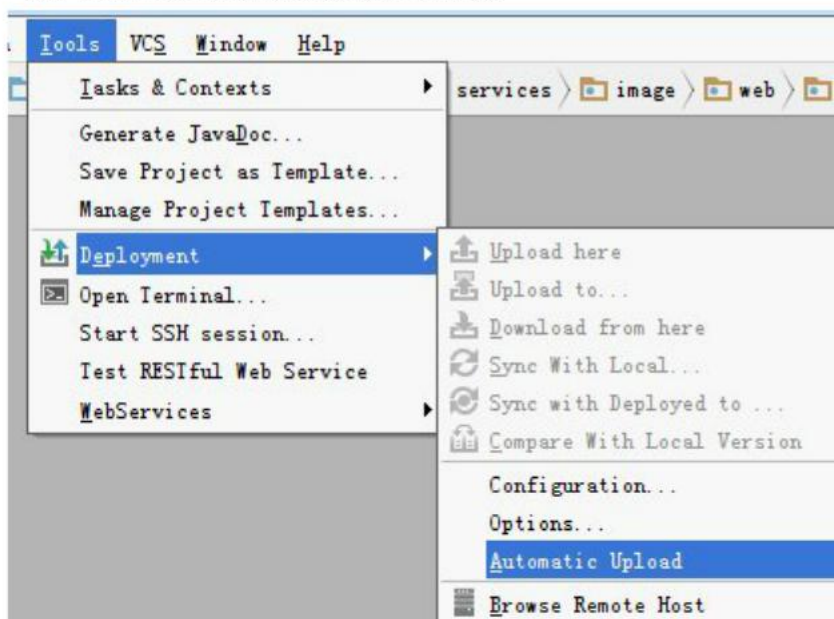 Tools VCS Window Help
Tasks & Contexts
services image web
Generate JavaDoc...
Save Project as Template...
Manage Project Templates...
Deployment
Open Terminal...
Start SSH session...
Test RESTful Web Service
WebServices
Upload here
Upload to...
Download from here
Sync With Local...
Sync with Deployed to ...
Compare With Local Version
Configuration...
Options...
Automatic Upload
Browse Remote Host